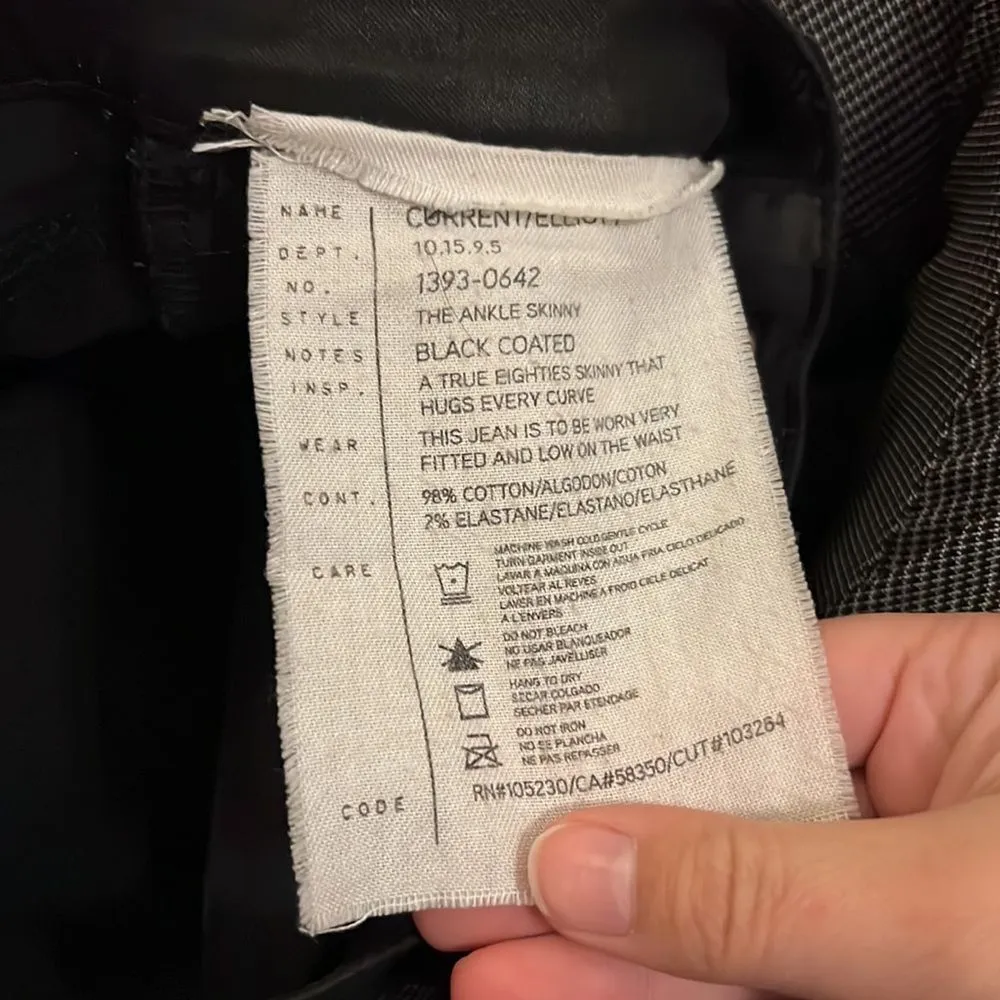 NAME CURRENT/ELLIOTT
DEPT. 10.15.9.5
NO. 1393-0642
STYLE THE ANKLE SKINNY
NOTES BLACK COATED
INSP. A TRUE EIGHTIES SKINNY THAT
HUGS EVERY CURVE
WEAR THIS JEAN IS TO BE WORN VERY
FITTED AND LOW ON THE WAIST
CONT. 98% COTTON/ALGODON/COTON
2% ELASTANE/ELASTANO/ELASTHANE
CARE MACHINE WASH COLD GENTLE CYCLE
TURN GARMENT INSIDE OUT
LAVAR A MAQUINA CON AGUA FRIA CICLO DELICADO
VOLTEAR AL REVES
LAVER EN MACHINE A FROID CICLE DELICAT
A L'ENVERS
DO NOT BLEACH
NO USAR BLANQUEADOR
NE PAS JAVELLISER
HANG TO DRY
SECAR COLGADO
SECHER PAR ETENDAGE
DO NOT IRON
NO SE PLANCHA
NE PAS REPASSER
CODE RN#105230/CA#58350/CUT#103264